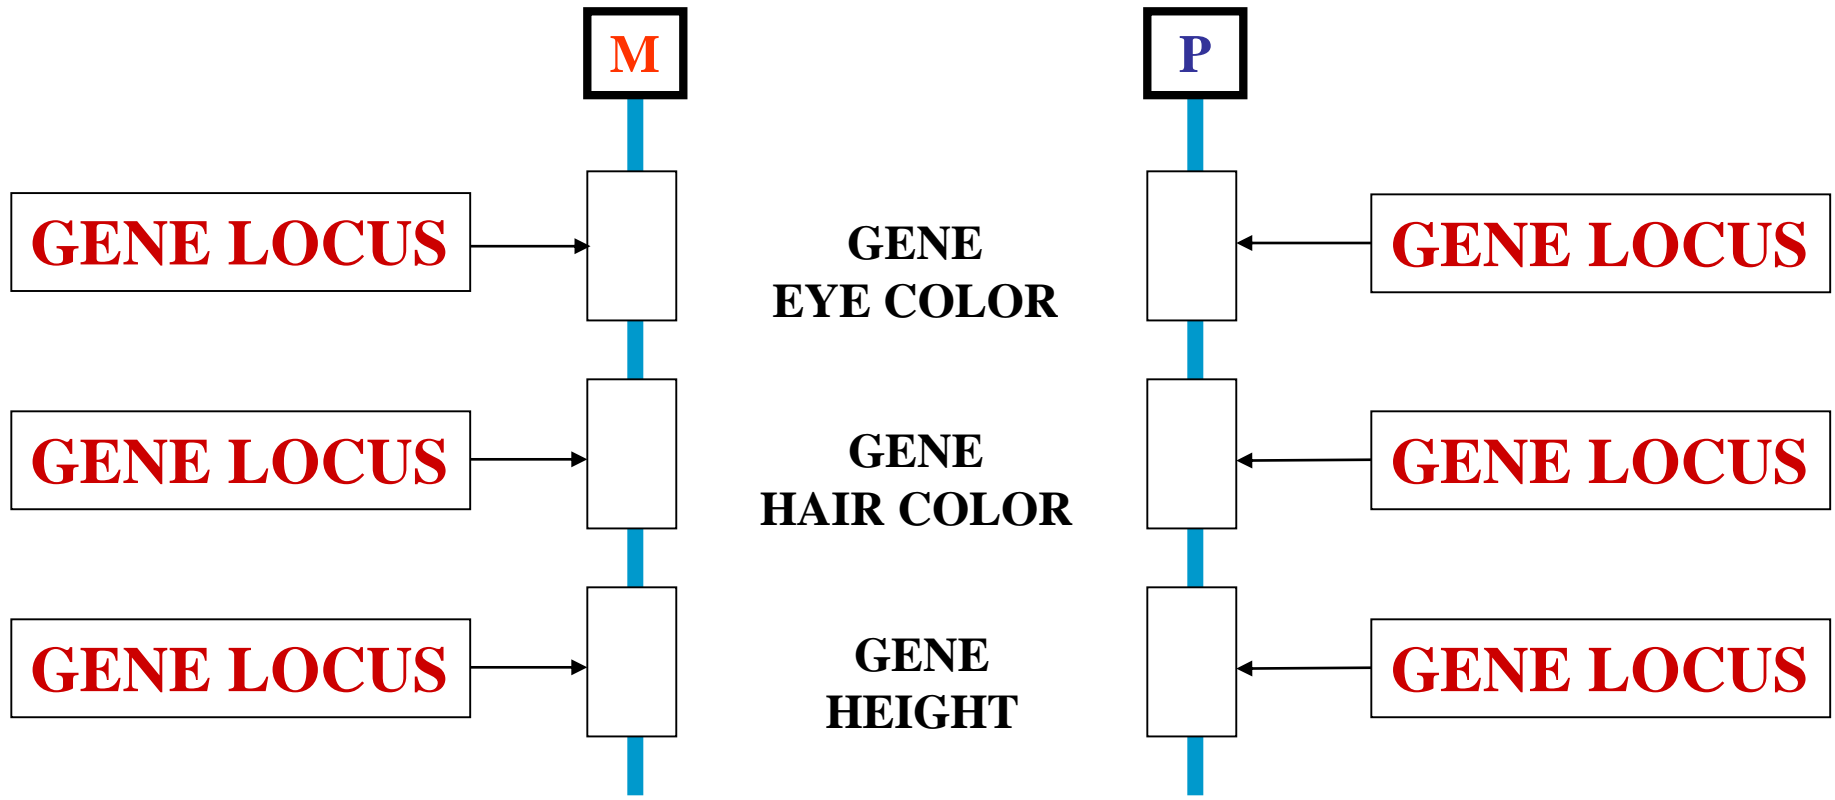 M
P
GENE LOCUS
GENE
EYE COLOR
GENE LOCUS
GENE LOCUS
GENE
HAIR COLOR
GENE LOCUS
GENE LOCUS
GENE
HEIGHT
GENE LOCUS